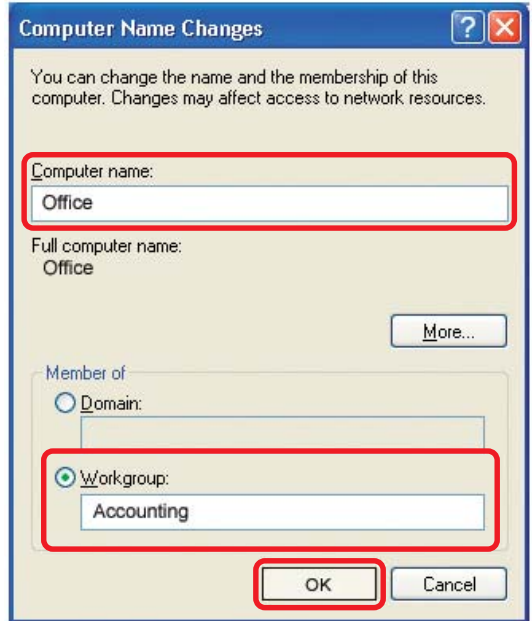 Computer Name Changes
You can change the name and the membership of this
computer. Changes may affect access to network resources.
Computer name:
Office
Full computer name:
Office
More...
Member of
Domain:
Workgroup:
Accounting
OK Cancel